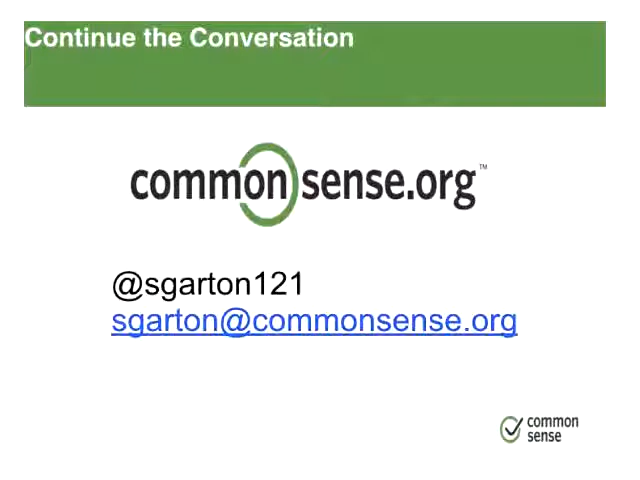 Continue the Conversation
commonsense.org™
@sgarton121
sgarton@commonsense.org
common
sense